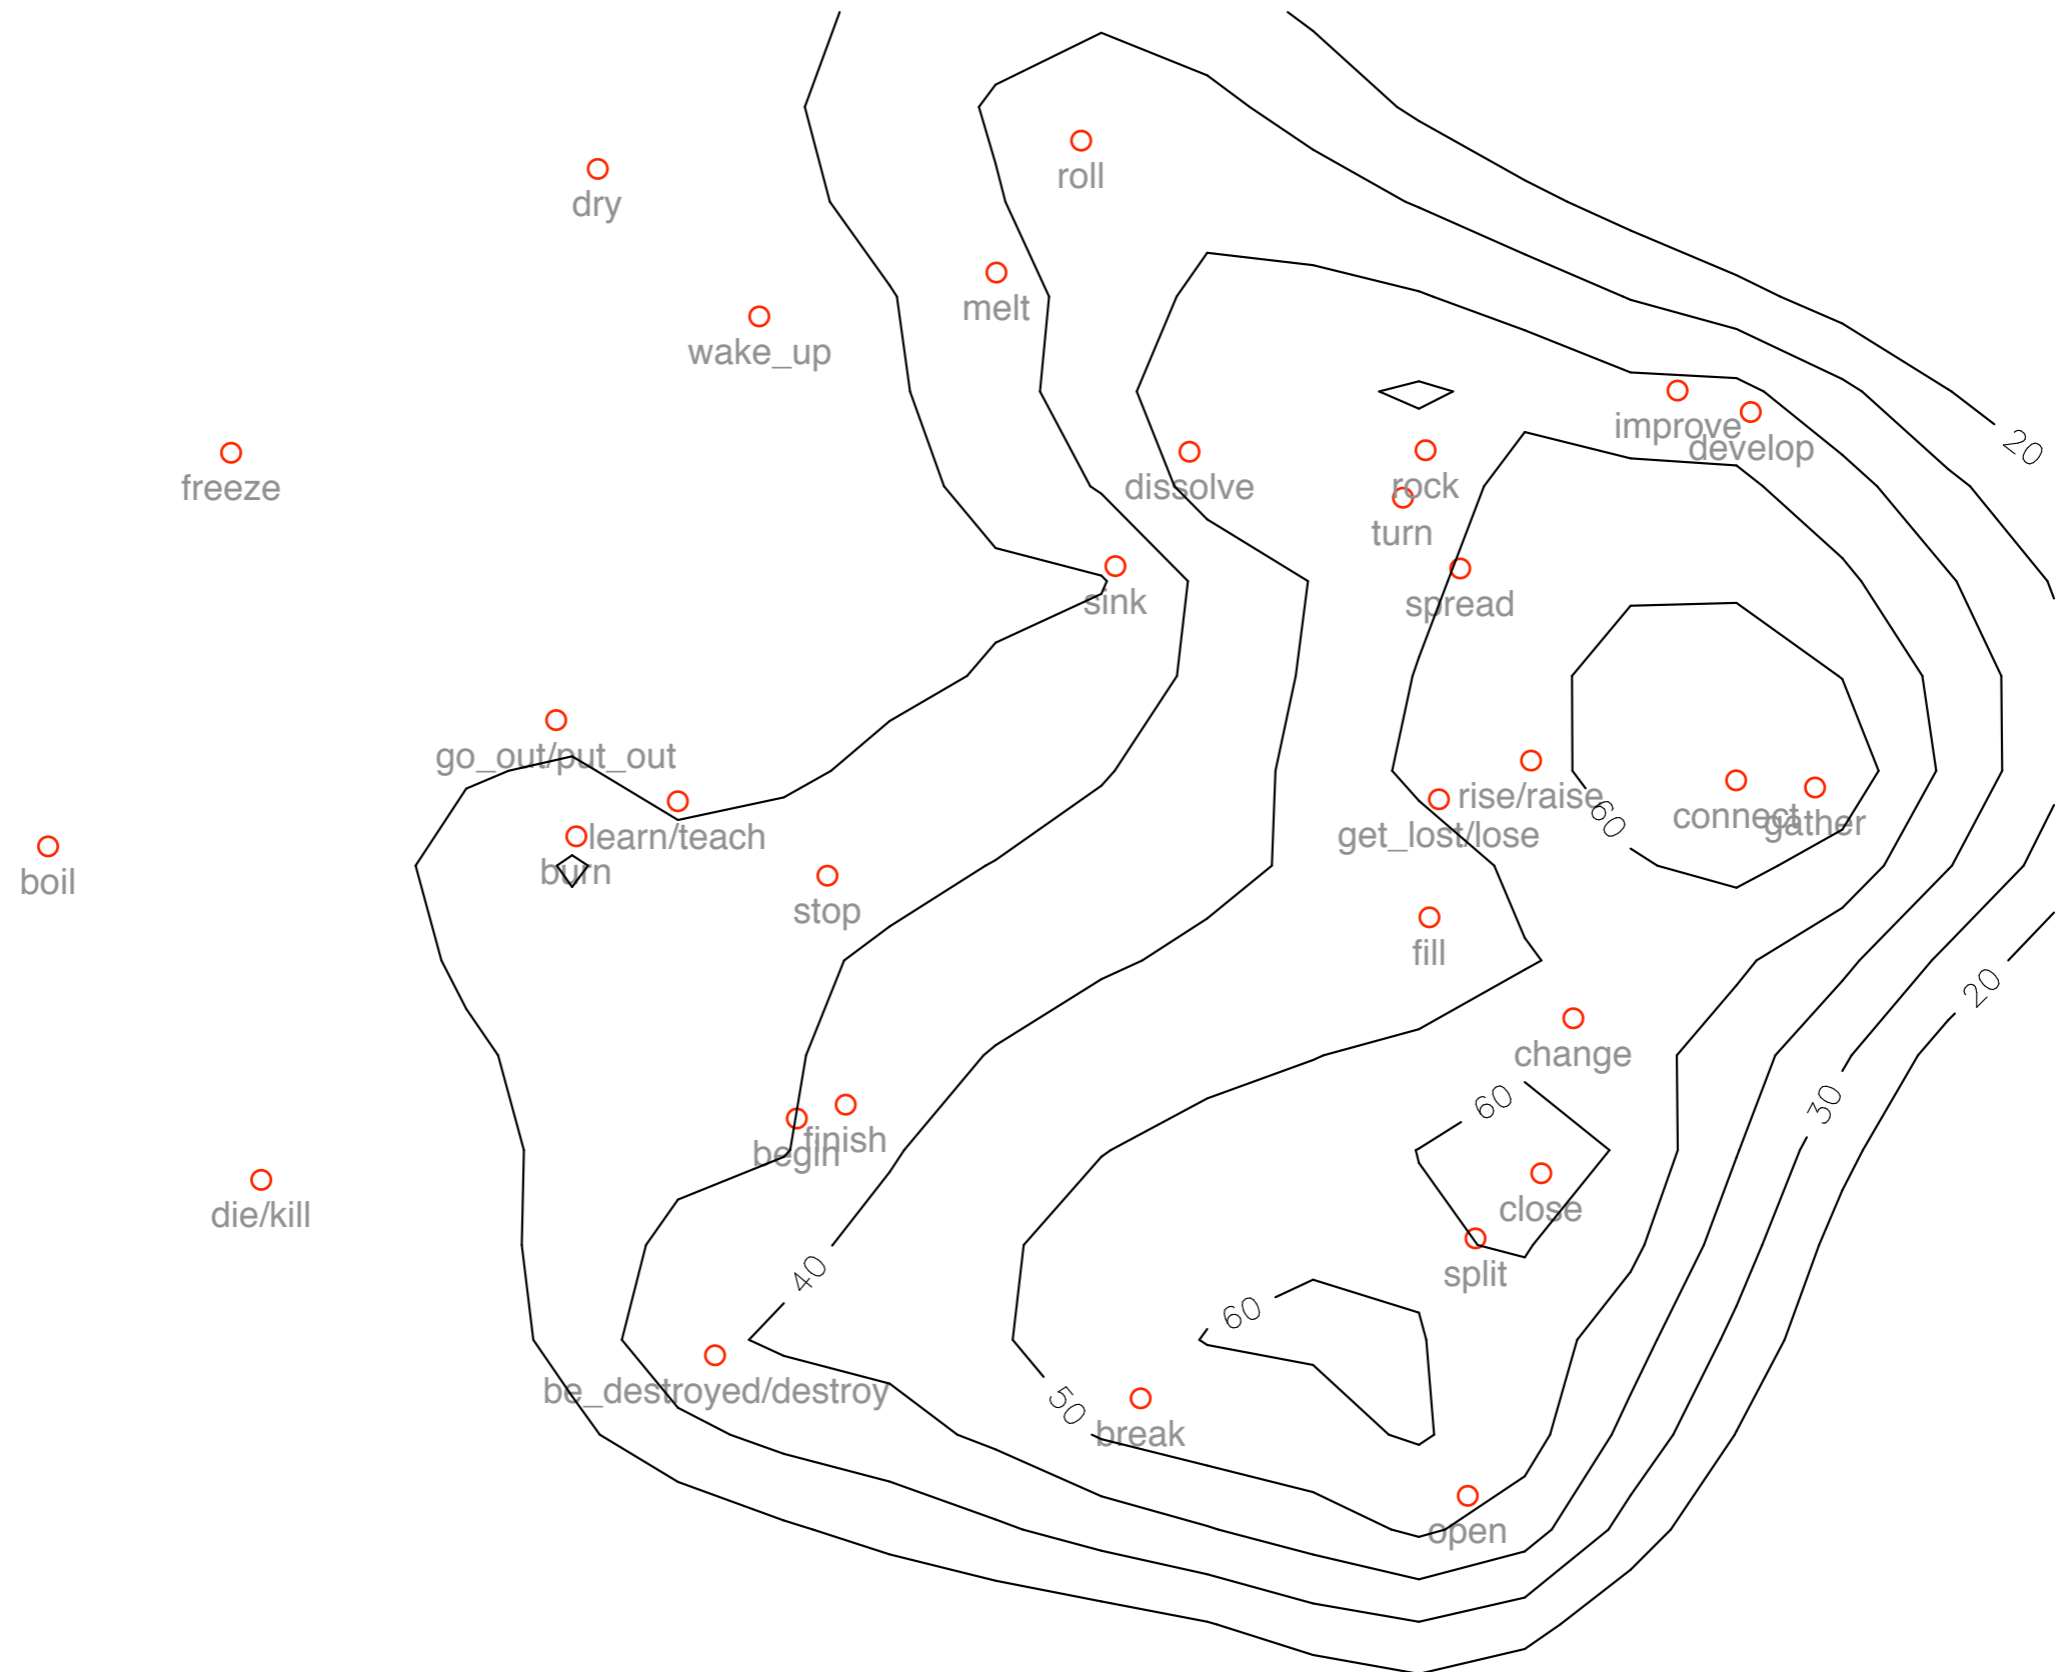 roll
dry
melt
wake_up
improve
develop
20
freeze
dissolve
rock
turn
sink
spread
go_out/put_out
rise/raise
60
connect
gather
get_lost/lose
learn/teach
burn
boil
stop
fill
20
change
60
30
begin
finish
close
die/kill
split
40
60
be_destroyed/destroy
50
break
open